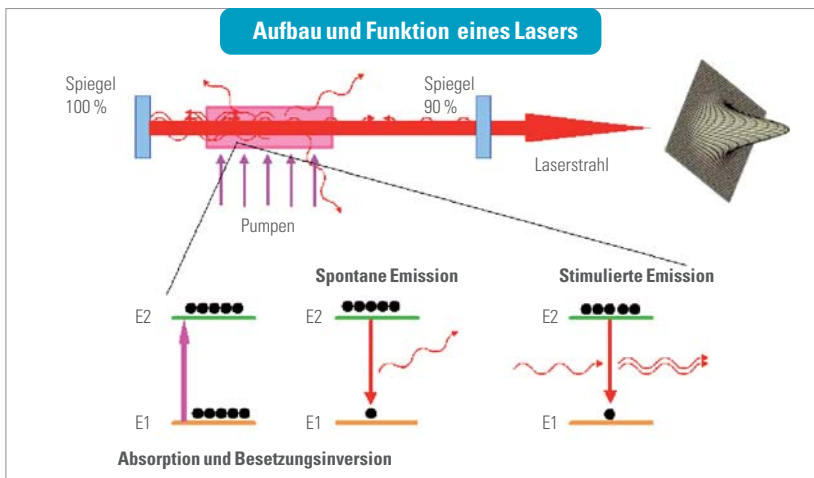 Aufbau und Funktion eines Lasers
Spiegel
100 %
Spiegel
90 %
Laserstrahl
Pumpen
Spontane Emission
Stimulierte Emission
E2
E2
E2
E1
E1
E1
Absorption und Besetzungsinversion